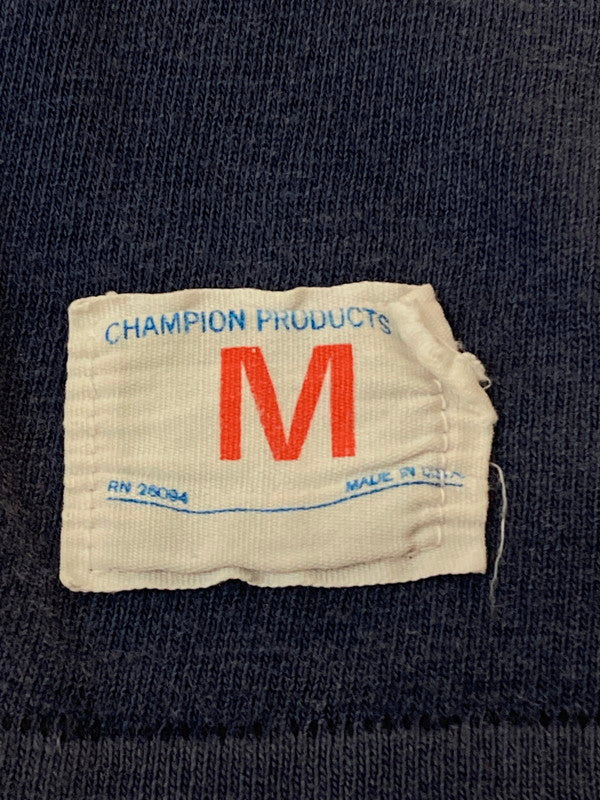 CHAMPION PRODUCTS
M
RN 26094 MADE IN U.S.A.